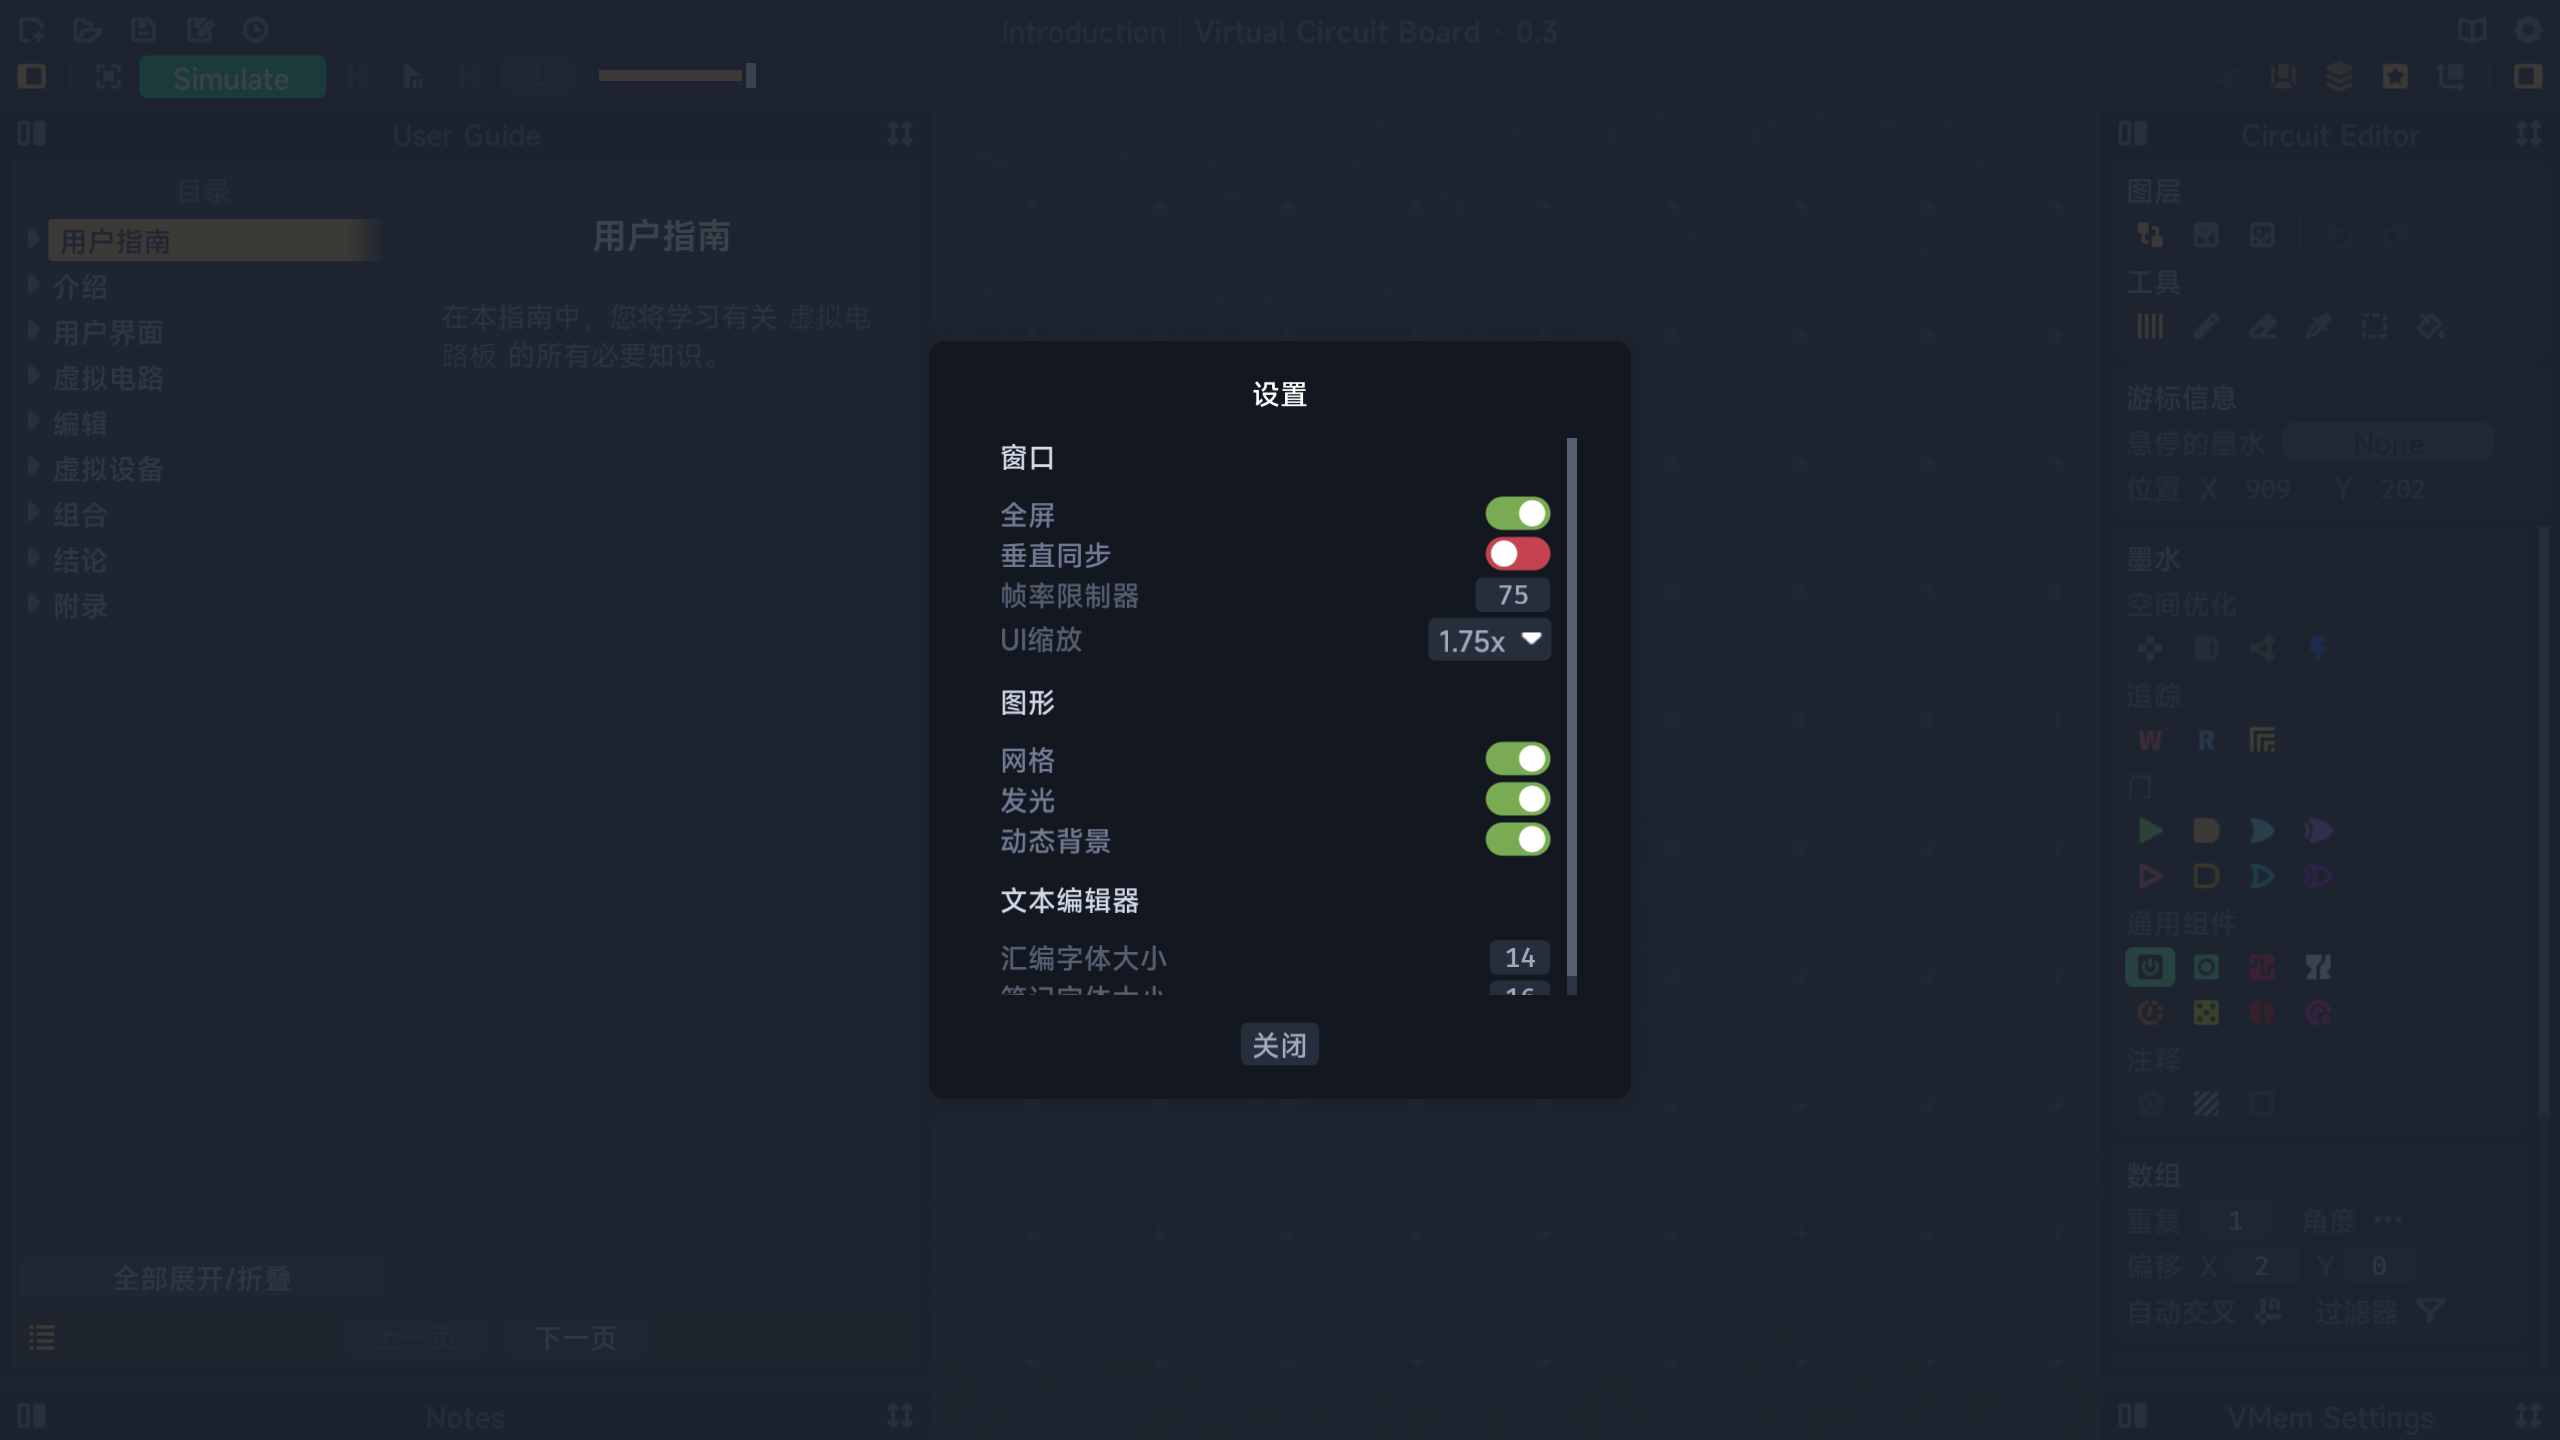 Introduction | Virtual Circuit Board · 0.3
Simulate
1
User Guide
目录
用户指南
介绍
用户界面
虚拟电路
编辑
虚拟设备
组合
结论
附录
全部展开/折叠
用户指南
在本指南中，您将学习有关 虚拟电
路板 的所有必要知识。
上一页
下一页
Notes
设置
窗口
全屏
垂直同步
帧率限制器 75
UI缩放 1.75x
图形
网格
发光
动态背景
文本编辑器
汇编字体大小 14
笔记字体大小 16
关闭
Circuit Editor
图层
工具
游标信息
悬停的墨水 None
位置 X 909 Y 202
墨水
空间优化
追踪
W R
门
通用组件
注释
数组
重复 1 角度
偏移 X 2 Y 0
自动交叉 过滤器
VMem Settings